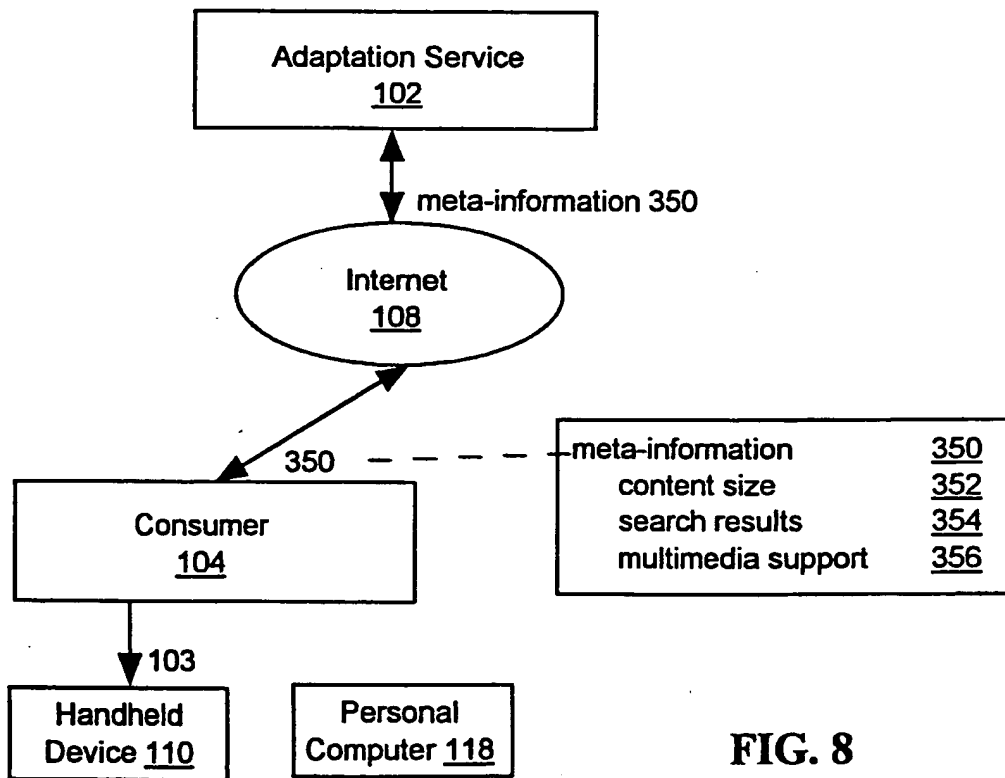 Adaptation Service
102
meta-information 350
Internet
108
350
meta-information 350
content size 352
search results 354
multimedia support 356
Consumer
104
103
Handheld
Device 110
Personal
Computer 118
FIG. 8